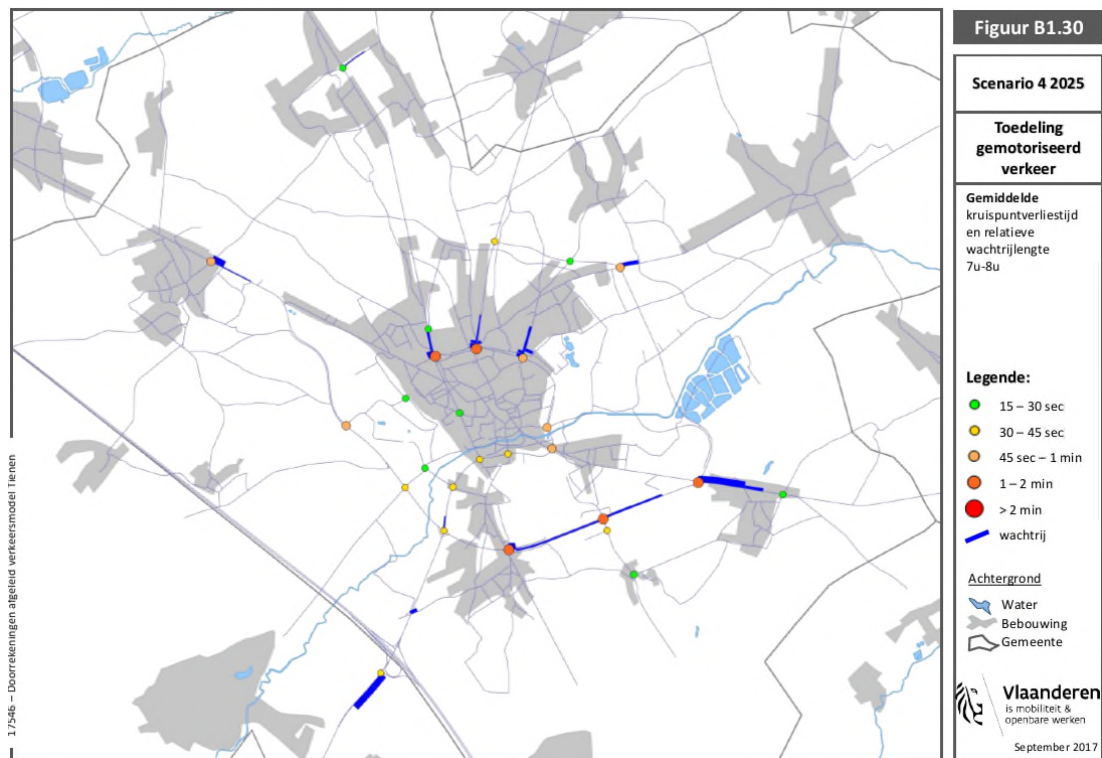 Figuur B1.30
Scenario 4 2025
Toedeling
gemotoriseerd
verkeer
Gemiddelde
kruispuntverliestijd
en relatieve
wachtrijlengte
7u-8u
Legende:
15 – 30 sec
30 – 45 sec
45 sec – 1 min
1 – 2 min
> 2 min
wachtrij
Achtergrond
Water
Bebouwing
Gemeente
Vlaanderen
is mobiliteit &
openbare werken
September 2017
17546 – Doorrekeningen afgeleid verkeersmodel Tienen